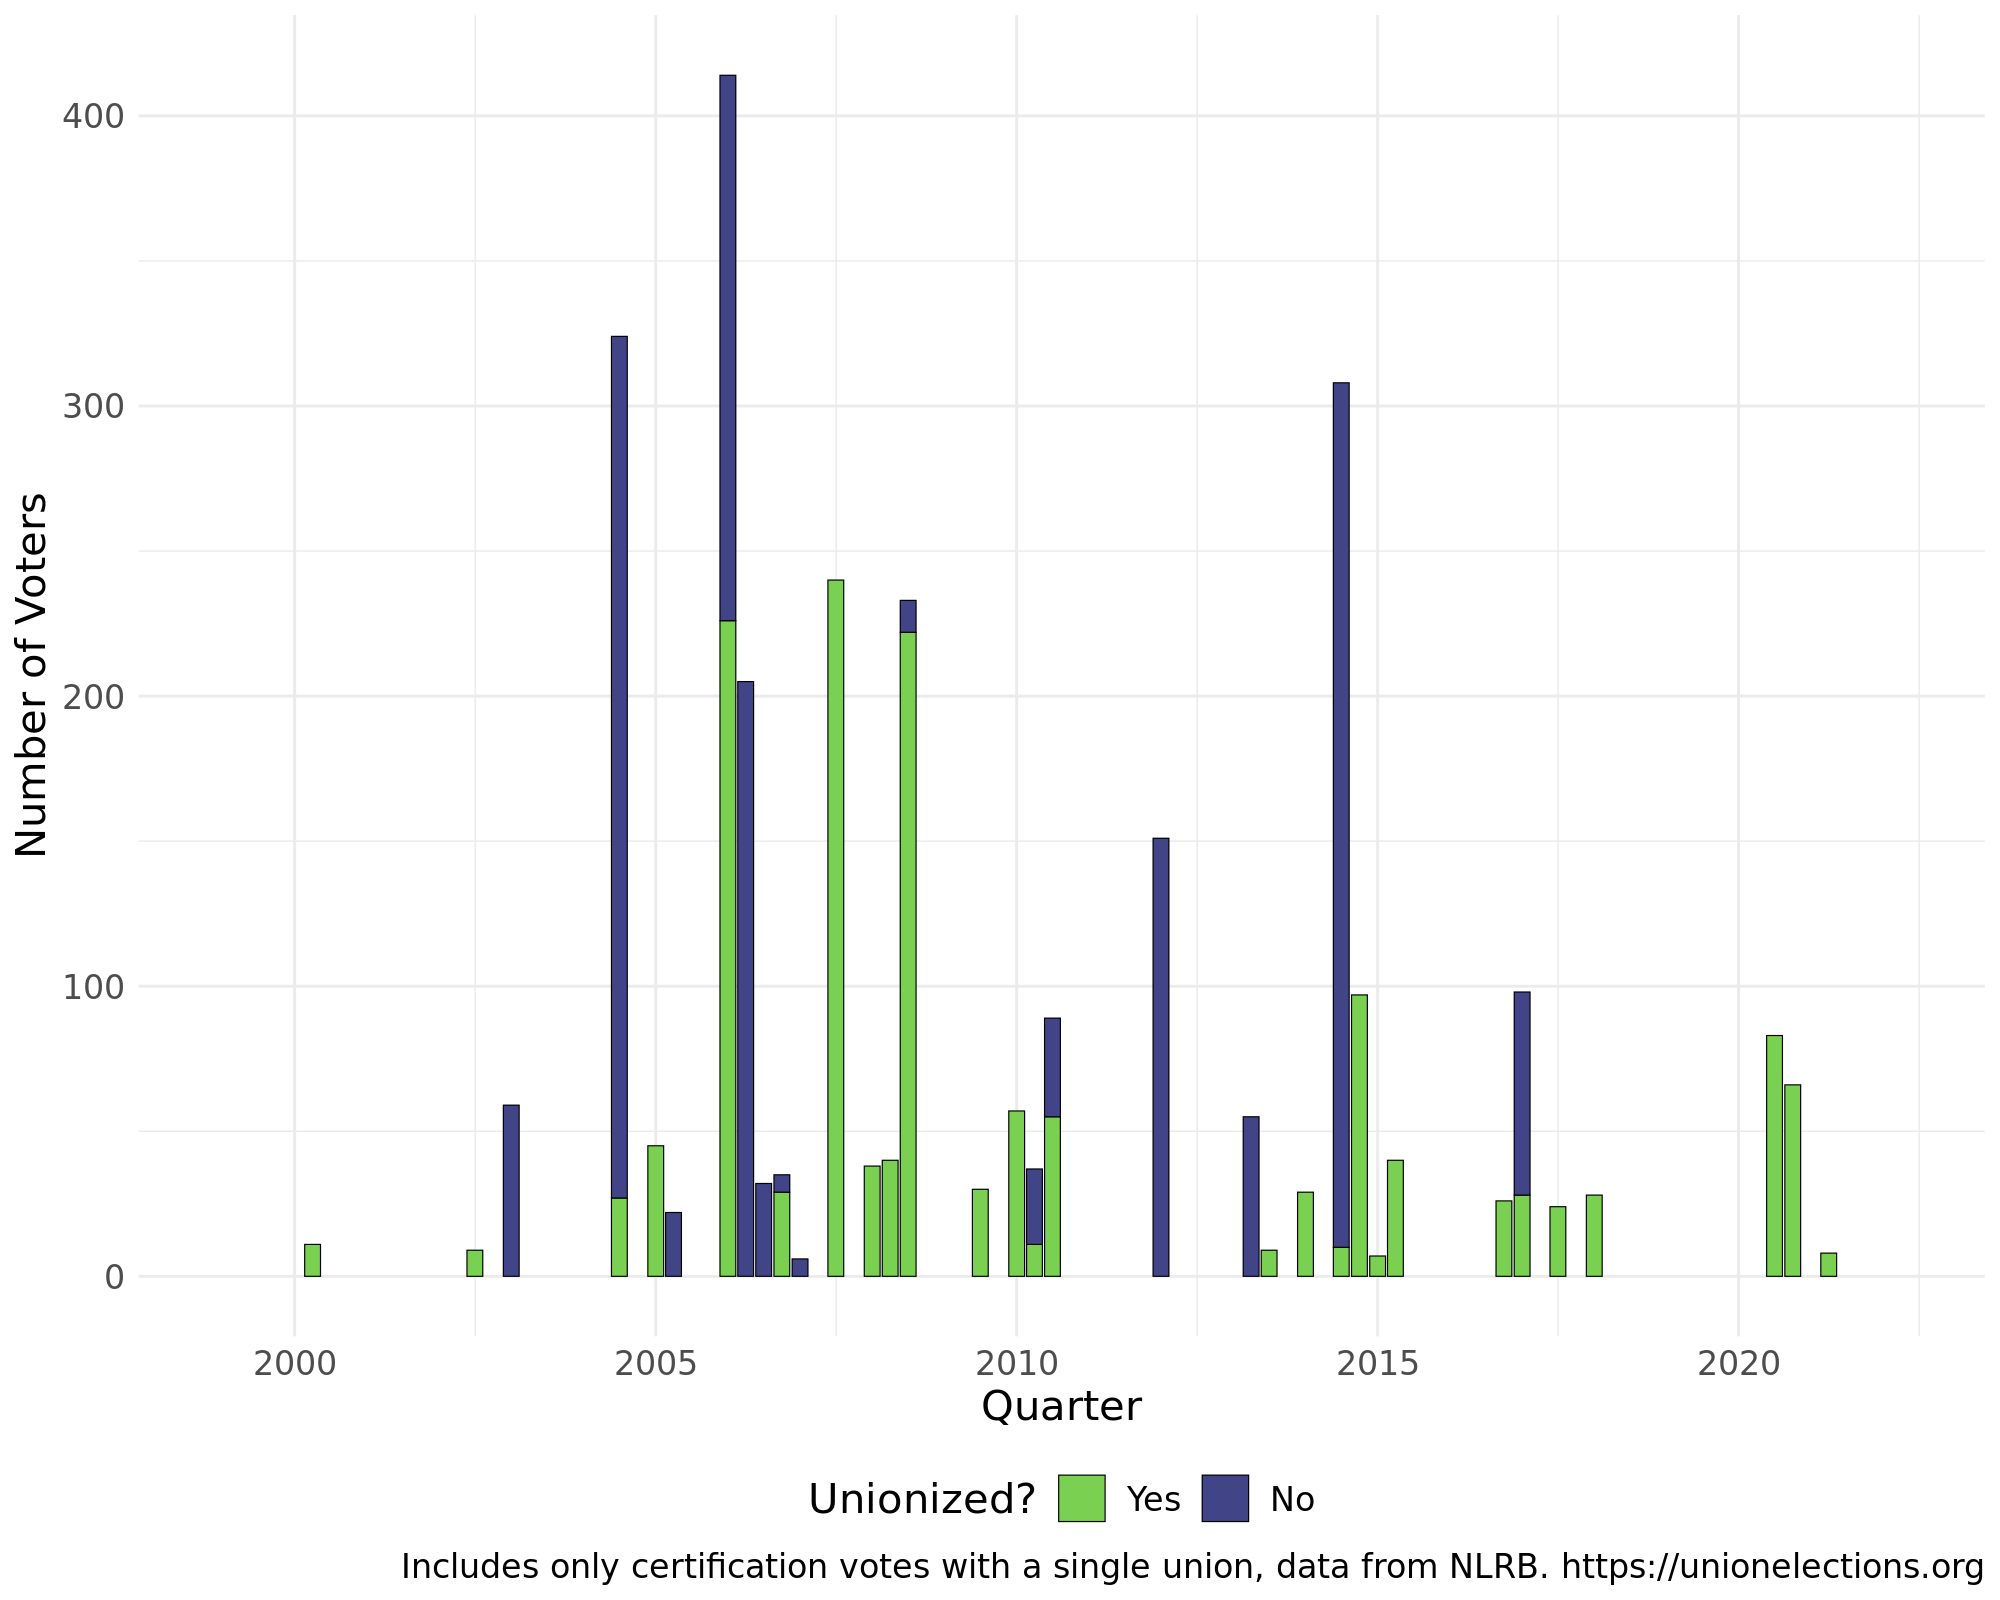 Number of Voters
400
300
200
100
0
2000 2005 2010 2015 2020
Quarter
Unionized? Yes No
Includes only certification votes with a single union, data from NLRB. https://unionelections.org